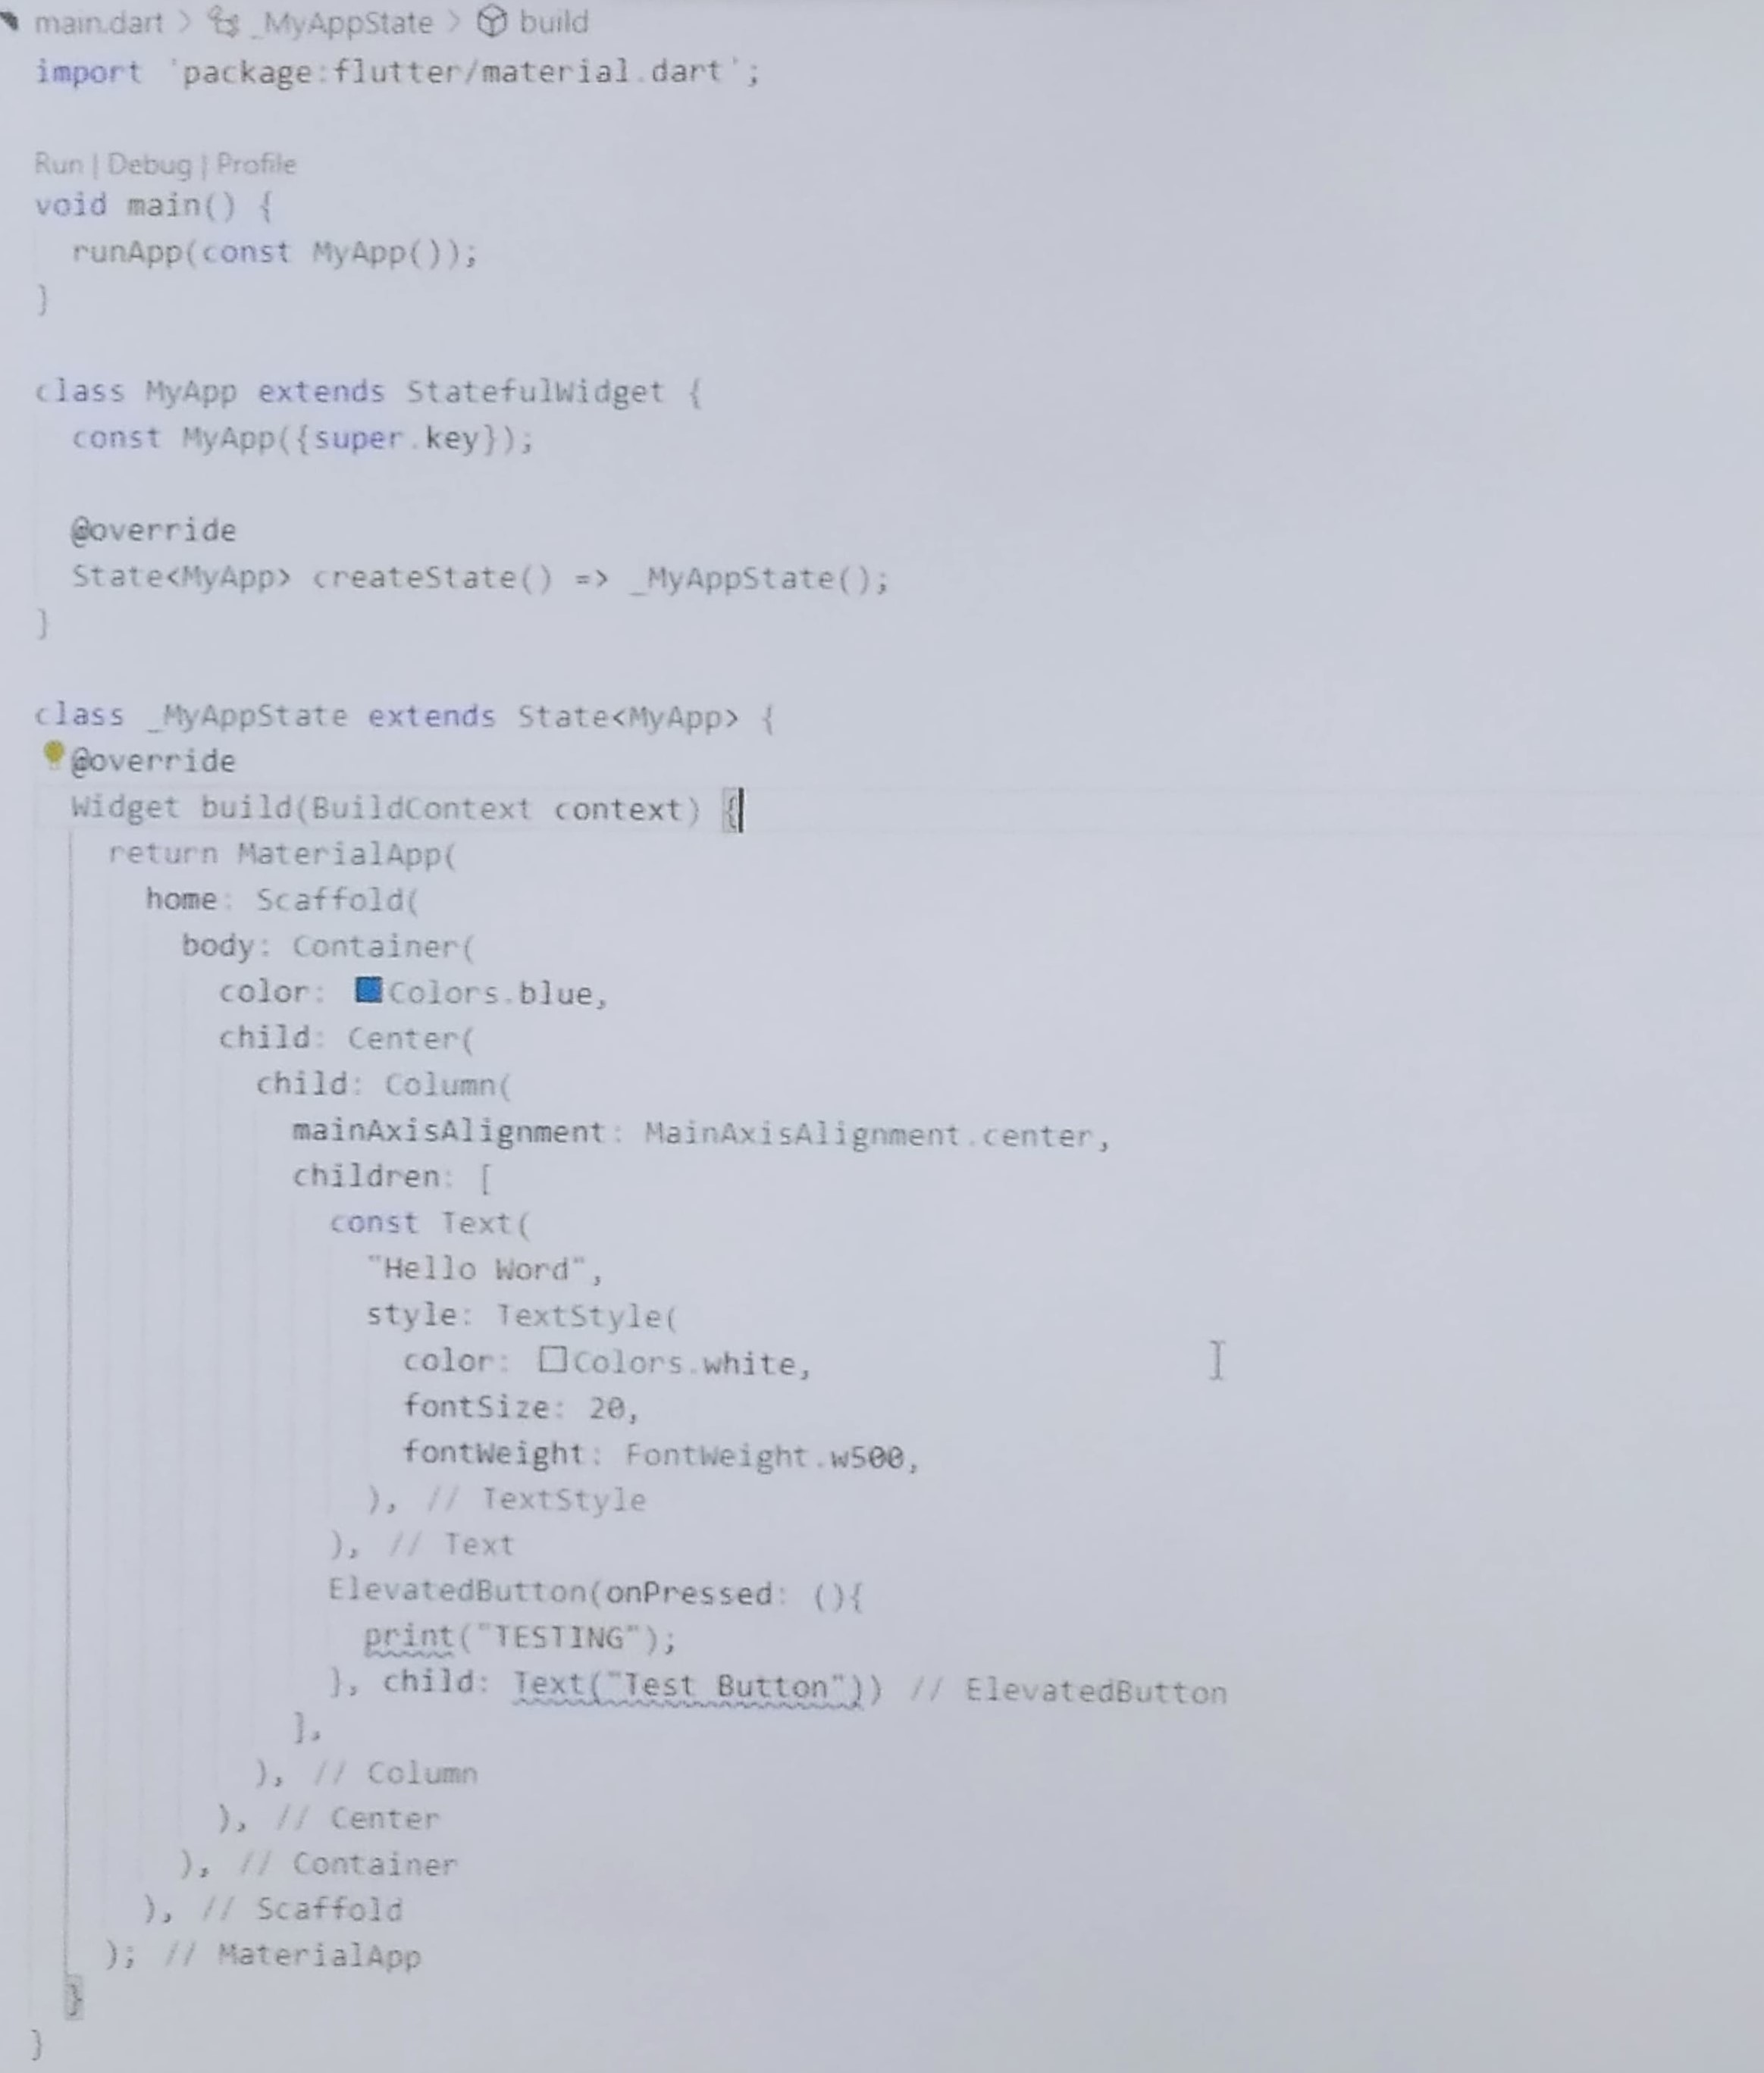 main.dart > _MyAppState > build
import 'package:flutter/material.dart';
Run | Debug | Profile
void main() {
  runApp(const MyApp());
}
class MyApp extends StatefulWidget {
  const MyApp({super.key});
  @override
  State<MyApp> createState() => _MyAppState();
}
class _MyAppState extends State<MyApp> {
  @override
  Widget build(BuildContext context) {
    return MaterialApp(
      home: Scaffold(
        body: Container(
          color: Colors.blue,
          child: Center(
            child: Column(
              mainAxisAlignment: MainAxisAlignment.center,
              children: [
                const Text(
                  "Hello Word",
                  style: TextStyle(
                    color: Colors.white,
                    fontSize: 20,
                    fontWeight: FontWeight.w500,
                  ), // TextStyle
                ), // Text
                ElevatedButton(onPressed: (){
                  print("TESTING");
                }, child: Text("Test Button")) // ElevatedButton
              ],
            ), // Column
          ), // Center
        ), // Container
      ), // Scaffold
    ); // MaterialApp
  }
}